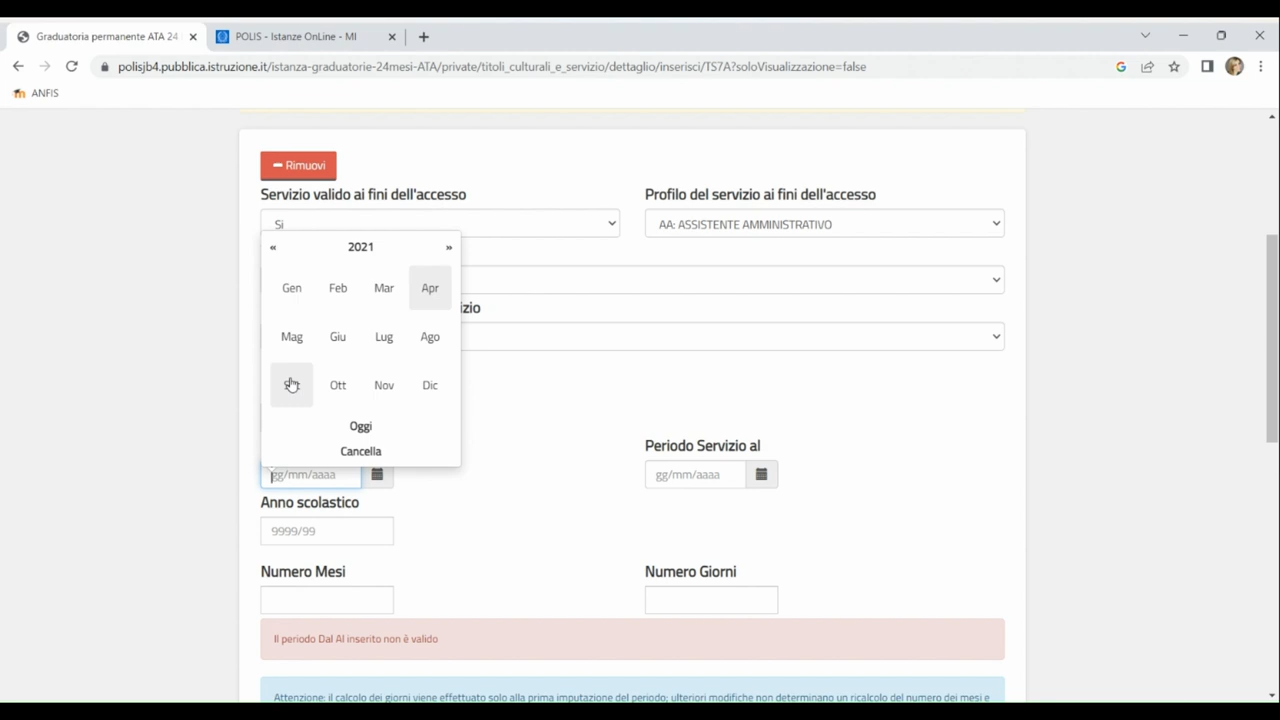 Graduatoria permanente ATA 24
POLIS - Istanze OnLine - MI
polisjb4.pubblica.istruzione.it/istanza-graduatorie-24mesi-ATA/private/titoli_culturali_e_servizio/dettaglio/inserisci/TS7A?soloVisualizzazione=false
ANFIS
Rimuovi
Servizio valido ai fini dell'accesso
Profilo del servizio ai fini dell'accesso
Si
AA: ASSISTENTE AMMINISTRATIVO
« 2021 »
Gen Feb Mar Apr
izio
Mag Giu Lug Ago
Ott Nov Dic
Oggi
Cancella
Periodo Servizio al
gg/mm/aaaa
gg/mm/aaaa
Anno scolastico
9999/99
Numero Mesi
Numero Giorni
Il periodo Dal Al inserito non è valido
Attenzione: il calcolo dei giorni viene effettuato solo alla prima imputazione del periodo; ulteriori modifiche non determinano un ricalcolo del numero dei mesi e